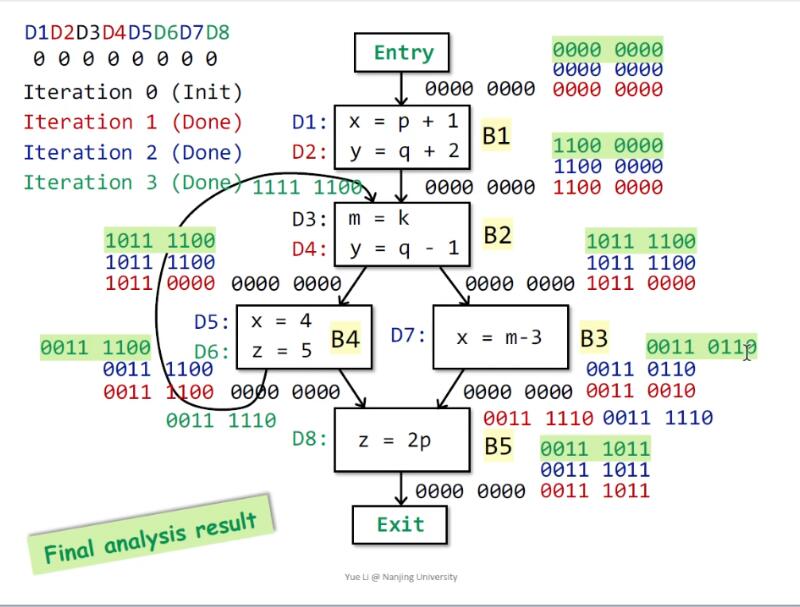 D1D2D3D4D5D6D7D8
0 0 0 0 0 0 0 0
Iteration 0 (Init)
Iteration 1 (Done)
Iteration 2 (Done)
Iteration 3 (Done)
Entry
0000 0000
0000 0000
0000 0000
0000 0000
D1: x = p + 1
D2: y = q + 2
B1
1100 0000
1100 0000
0000 0000 1100 0000
1111 1100
D3: m = k
D4: y = q - 1
B2
1011 1100
1011 1100
1011 0000 0000 0000
1011 1100
1011 1100
0000 0000 1011 0000
D5: x = 4
D6: z = 5
B4
D7: x = m-3
B3
0011 1100
0011 1100
0011 1100 0000 0000
0011 1110
0011 0110
0011 0110
0000 0000 0011 0010
0011 1110 0011 1110
D8: z = 2p
B5
0011 1011
0011 1011
0000 0000 0011 1011
Exit
Final analysis result
Yue Li @ Nanjing University